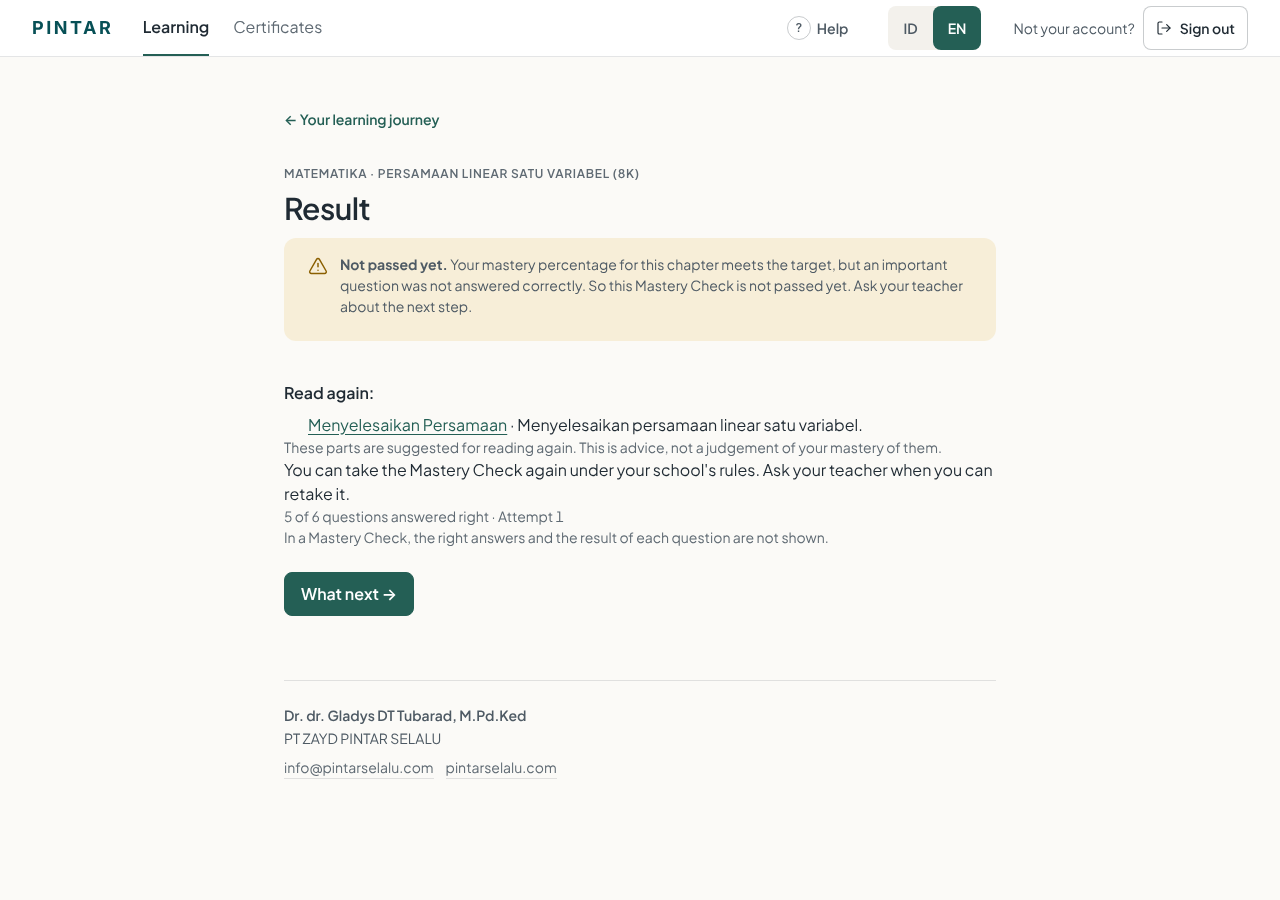 PINTAR
Learning
Certificates
? Help
ID
EN
Not your account?
Sign out
← Your learning journey
MATEMATIKA · PERSAMAAN LINEAR SATU VARIABEL (8K)
Result
Not passed yet. Your mastery percentage for this chapter meets the target, but an important
question was not answered correctly. So this Mastery Check is not passed yet. Ask your teacher
about the next step.
Read again:
Menyelesaikan Persamaan · Menyelesaikan persamaan linear satu variabel.
These parts are suggested for reading again. This is advice, not a judgement of your mastery of them.
You can take the Mastery Check again under your school's rules. Ask your teacher when you can
retake it.
5 of 6 questions answered right · Attempt 1
In a Mastery Check, the right answers and the result of each question are not shown.
What next →
Dr. dr. Gladys DT Tubarad, M.Pd.Ked
PT ZAYD PINTAR SELALU
info@pintarselalu.com pintarselalu.com